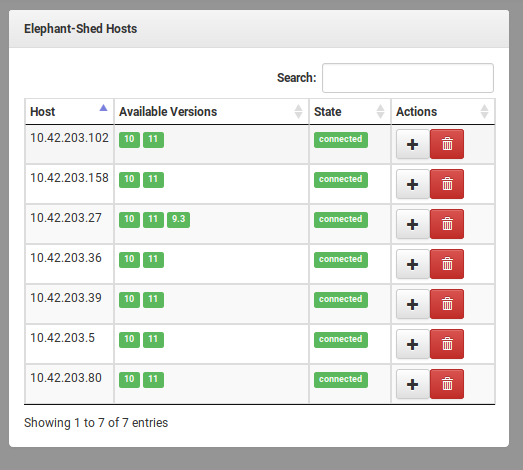 Elephant-Shed Hosts
Search:
Host Available Versions State Actions
10.42.203.102 10 11 connected
10.42.203.158 10 11 connected
10.42.203.27 10 11 9.3 connected
10.42.203.36 10 11 connected
10.42.203.39 10 11 connected
10.42.203.5 10 11 connected
10.42.203.80 10 11 connected
Showing 1 to 7 of 7 entries